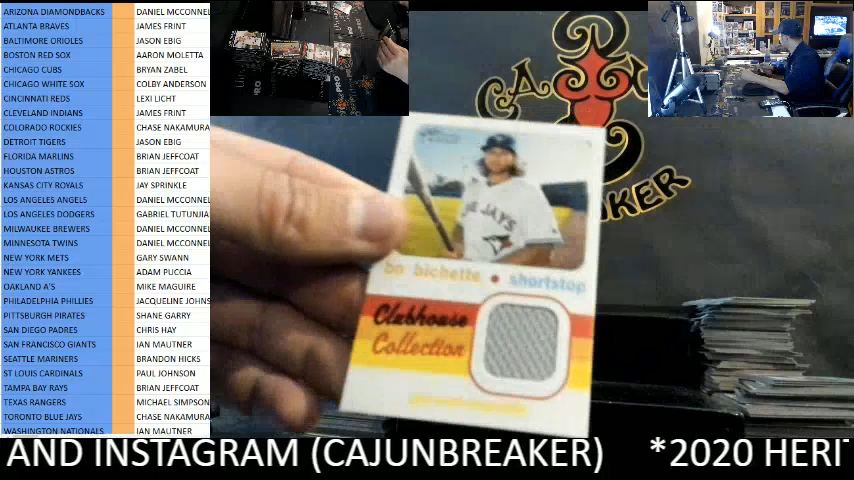 ARIZONA DIAMONDBACKS DANIEL MCCONNEL
ATLANTA BRAVES JAMES FRINT
BALTIMORE ORIOLES JASON EBIG
BOSTON RED SOX AARON MOLETTA
CHICAGO CUBS BRYAN ZABEL
CHICAGO WHITE SOX COLBY ANDERSON
CINCINNATI REDS LEXI LICHT
CLEVELAND INDIANS JAMES FRINT
COLORADO ROCKIES CHASE NAKAMURA
DETROIT TIGERS JASON EBIG
FLORIDA MARLINS BRIAN JEFFCOAT
HOUSTON ASTROS BRIAN JEFFCOAT
KANSAS CITY ROYALS JAY SPRINKLE
LOS ANGELES ANGELS DANIEL MCCONNEL
LOS ANGELES DODGERS GABRIEL TUTUNJIA
MILWAUKEE BREWERS DANIEL MCCONNEL
MINNESOTA TWINS DANIEL MCCONNEL
NEW YORK METS GARY SWANN
NEW YORK YANKEES ADAM PUCCIA
OAKLAND A'S MIKE MAGUIRE
PHILADELPHIA PHILLIES JACQUELINE JOHNS
PITTSBURGH PIRATES SHANE GARRY
SAN DIEGO PADRES CHRIS HAY
SAN FRANCISCO GIANTS IAN MAUTNER
SEATTLE MARINERS BRANDON HICKS
ST LOUIS CARDINALS PAUL JOHNSON
TAMPA BAY RAYS BRIAN JEFFCOAT
TEXAS RANGERS MICHAEL SIMPSON
TORONTO BLUE JAYS CHASE NAKAMURA
WASHINGTON NATIONALS IAN MAUTNER
bo bichette • shortstop
Clubhouse
Collection
AND INSTAGRAM (CAJUNBREAKER) *2020 HERI